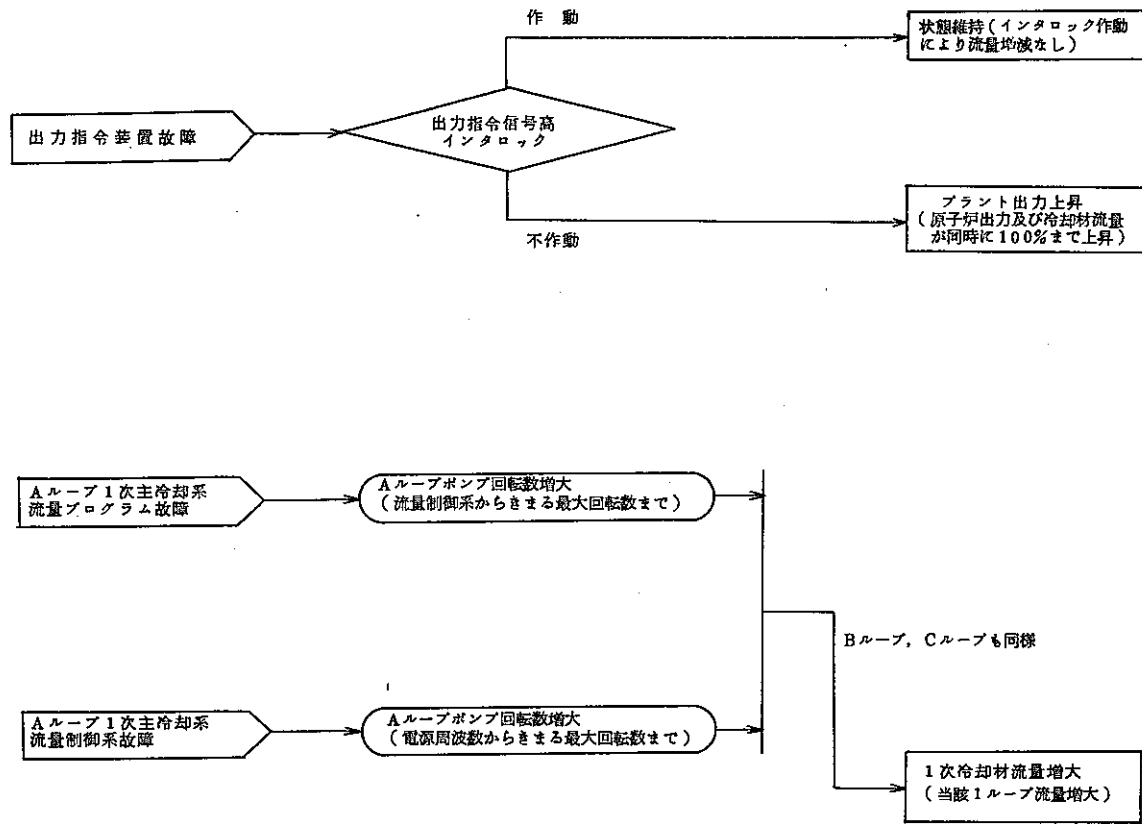 作 動
状態維持(インタロック作動
により流量増減なし)
出力指令装置故障
出力指令信号高
インタロック
不作動
プラント出力上昇
(原子炉出力及び冷却材流量
が同時に100%まで上昇)
Aループ1次主冷却系
流量プログラム故障
Aループポンプ回転数増大
(流量制御系からきまる最大回転数まで)
Bループ,Cループも同様
Aループ1次主冷却系
流量制御系故障
Aループポンプ回転数増大
(電源周波数からきまる最大回転数まで)
1次冷却材流量増大
(当該1ループ流量増大)